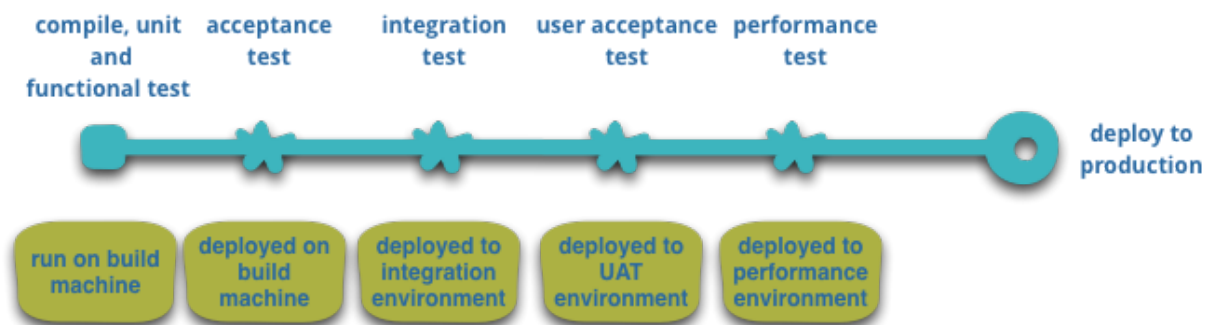 compile, unit
and
functional test
acceptance
test
integration
test
user acceptance
test
performance
test
deploy to
production
run on build
machine
deployed on
build
machine
deployed to
integration
environment
deployed to
UAT
environment
deployed to
performance
environment